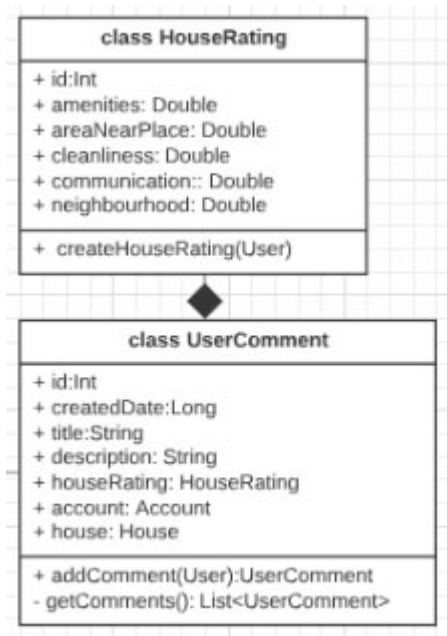 class HouseRating
+ id:Int
+ amenities: Double
+ areaNearPlace: Double
+ cleanliness: Double
+ communication:: Double
+ neighbourhood: Double
+ createHouseRating(User)
class UserComment
+ id:Int
+ createdDate:Long
+ title:String
+ description: String
+ houseRating: HouseRating
+ account: Account
+ house: House
+ addComment(User):UserComment
- getComments(): List<UserComment>